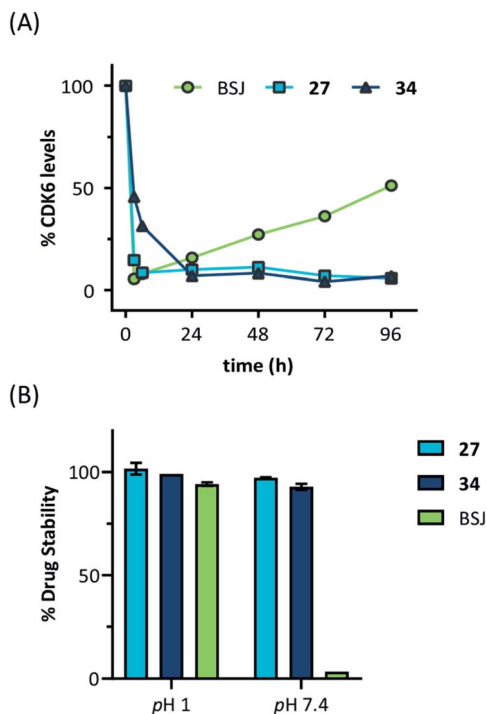 (A)
BSJ 27 34
100
50
0
% CDK6 levels
0 24 48 72 96
time (h)
(B)
27
34
BSJ
100
50
0
% Drug Stability
pH 1 pH 7.4